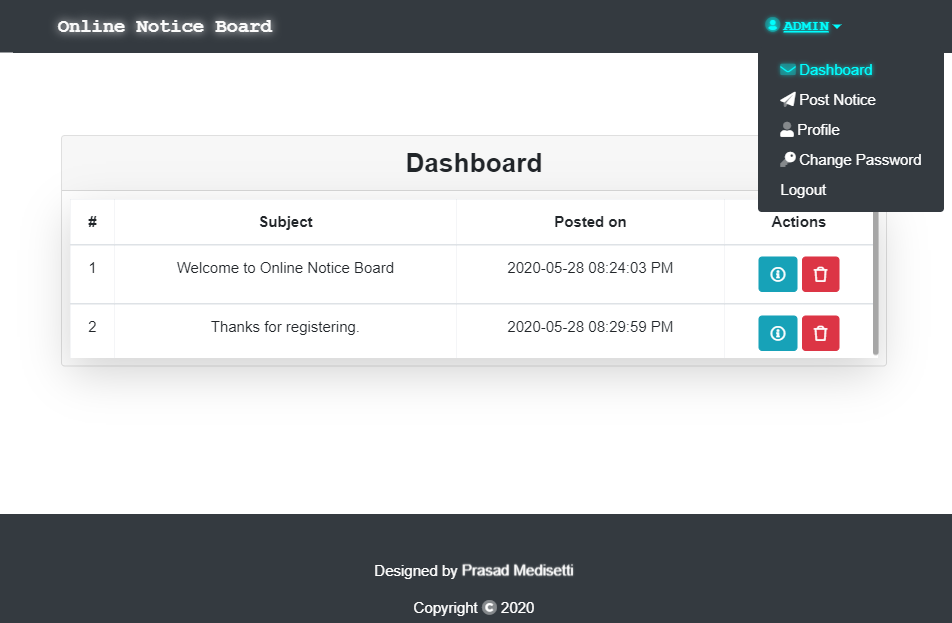 Online Notice Board
ADMIN
Dashboard
Post Notice
Profile
Change Password
Logout
Dashboard
# Subject Posted on Actions
1 Welcome to Online Notice Board 2020-05-28 08:24:03 PM
2 Thanks for registering. 2020-05-28 08:29:59 PM
Designed by Prasad Medisetti
Copyright © 2020